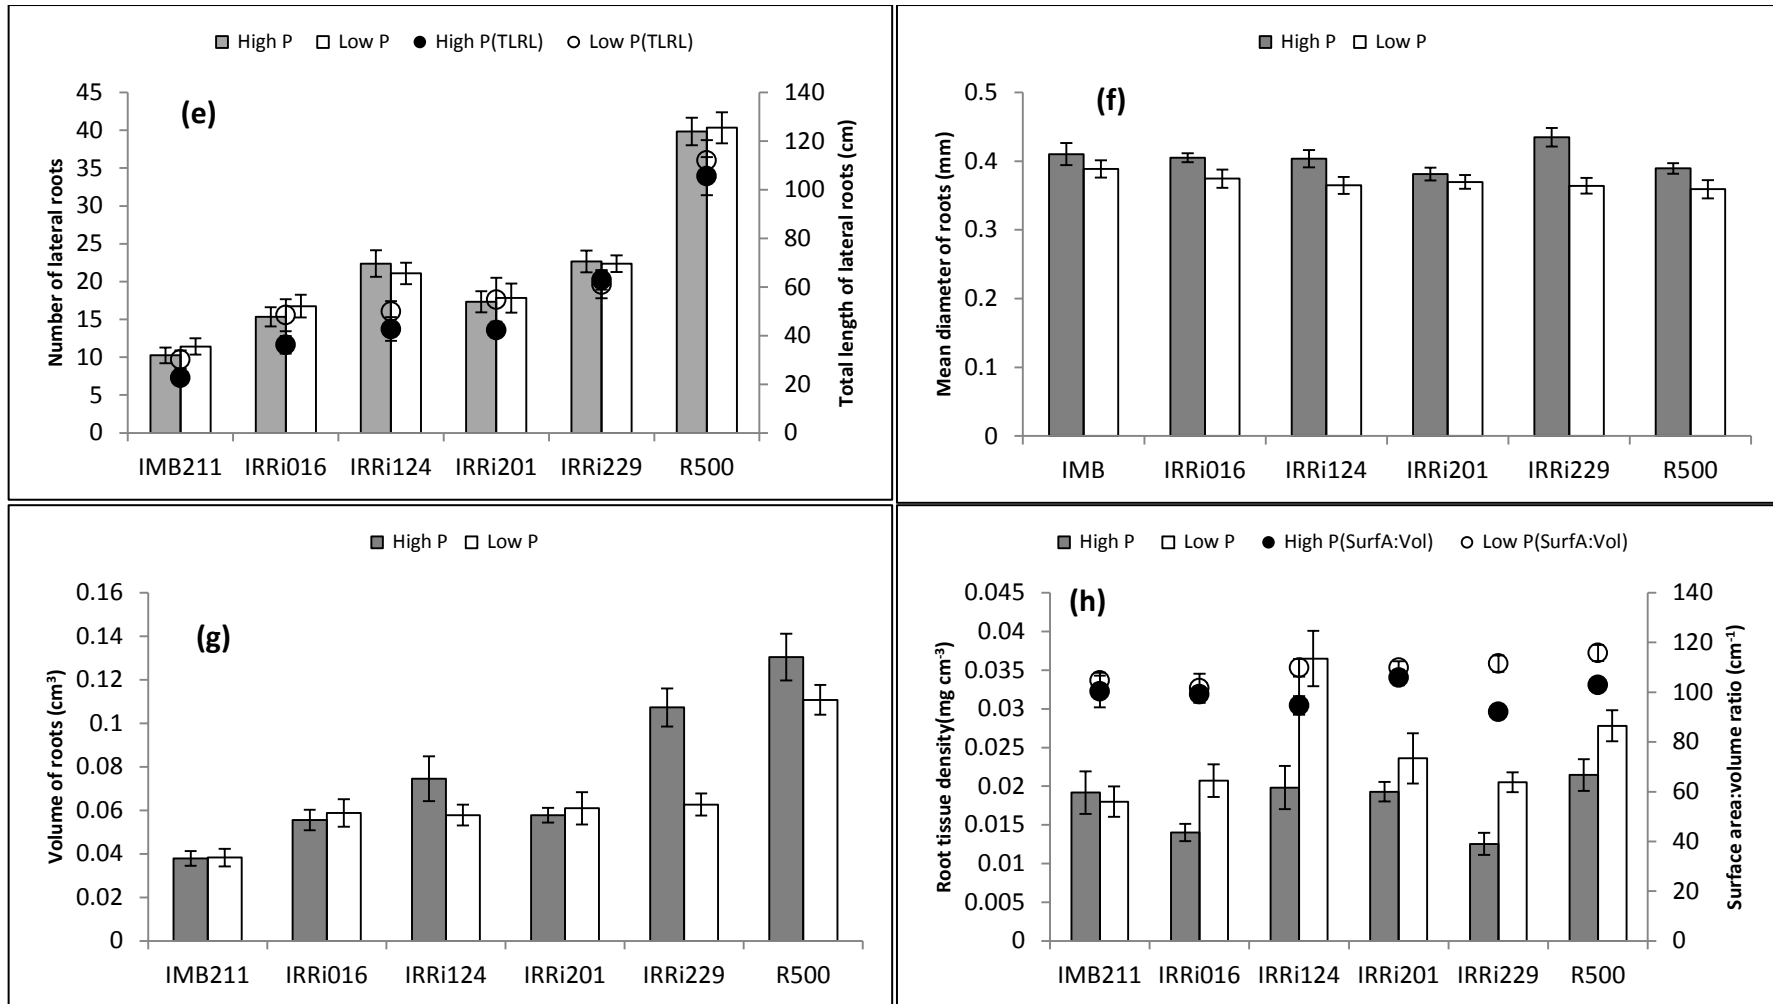 High P Low P High P(TLRL) Low P(TLRL)
(e)
Number of lateral roots
45
40
35
30
25
20
15
10
5
0
140
120
100
80
60
40
20
0
Total length of lateral roots (cm)
IMB211 IRRi016 IRRi124 IRRi201 IRRi229 R500
High P Low P
(f)
Mean diameter of roots (mm)
0.5
0.4
0.3
0.2
0.1
0
IMB IRRi016 IRRi124 IRRi201 IRRi229 R500
High P Low P
(g)
Volume of roots (cm³)
0.16
0.14
0.12
0.1
0.08
0.06
0.04
0.02
0
IMB211 IRRi016 IRRi124 IRRi201 IRRi229 R500
High P Low P High P(SurfA:Vol) Low P(SurfA:Vol)
(h)
Root tissue density(mg cm⁻³)
0.045
0.04
0.035
0.03
0.025
0.02
0.015
0.01
0.005
0
140
120
100
80
60
40
20
0
Surface area:volume ratio (cm⁻¹)
IMB211 IRRi016 IRRi124 IRRi201 IRRi229 R500